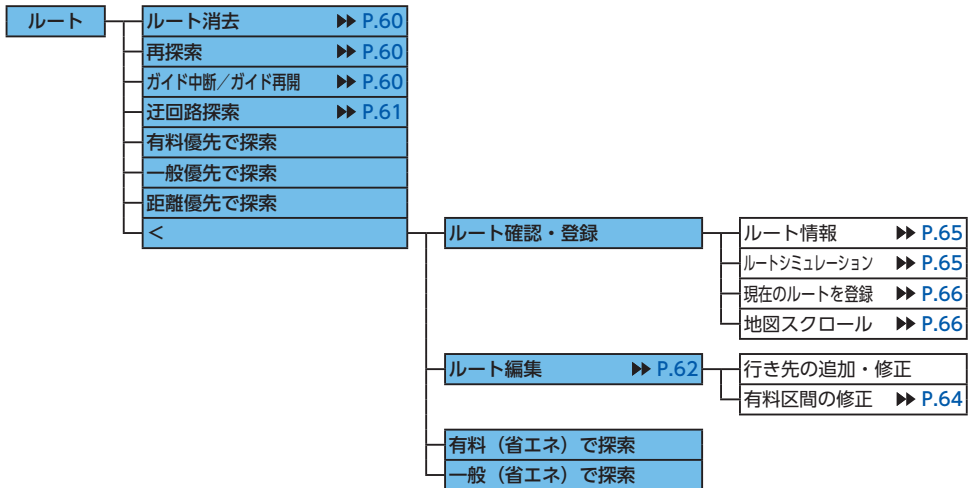 ルート
ルート消去 ▶▶ P.60
再探索 ▶▶ P.60
ガイド中断／ガイド再開 ▶▶ P.60
迂回路探索 ▶▶ P.61
有料優先で探索
一般優先で探索
距離優先で探索
<
ルート確認・登録
ルート情報 ▶▶ P.65
ルートシミュレーション ▶▶ P.65
現在のルートを登録 ▶▶ P.66
地図スクロール ▶▶ P.66
ルート編集 ▶▶ P.62
行き先の追加・修正
有料区間の修正 ▶▶ P.64
有料（省エネ）で探索
一般（省エネ）で探索